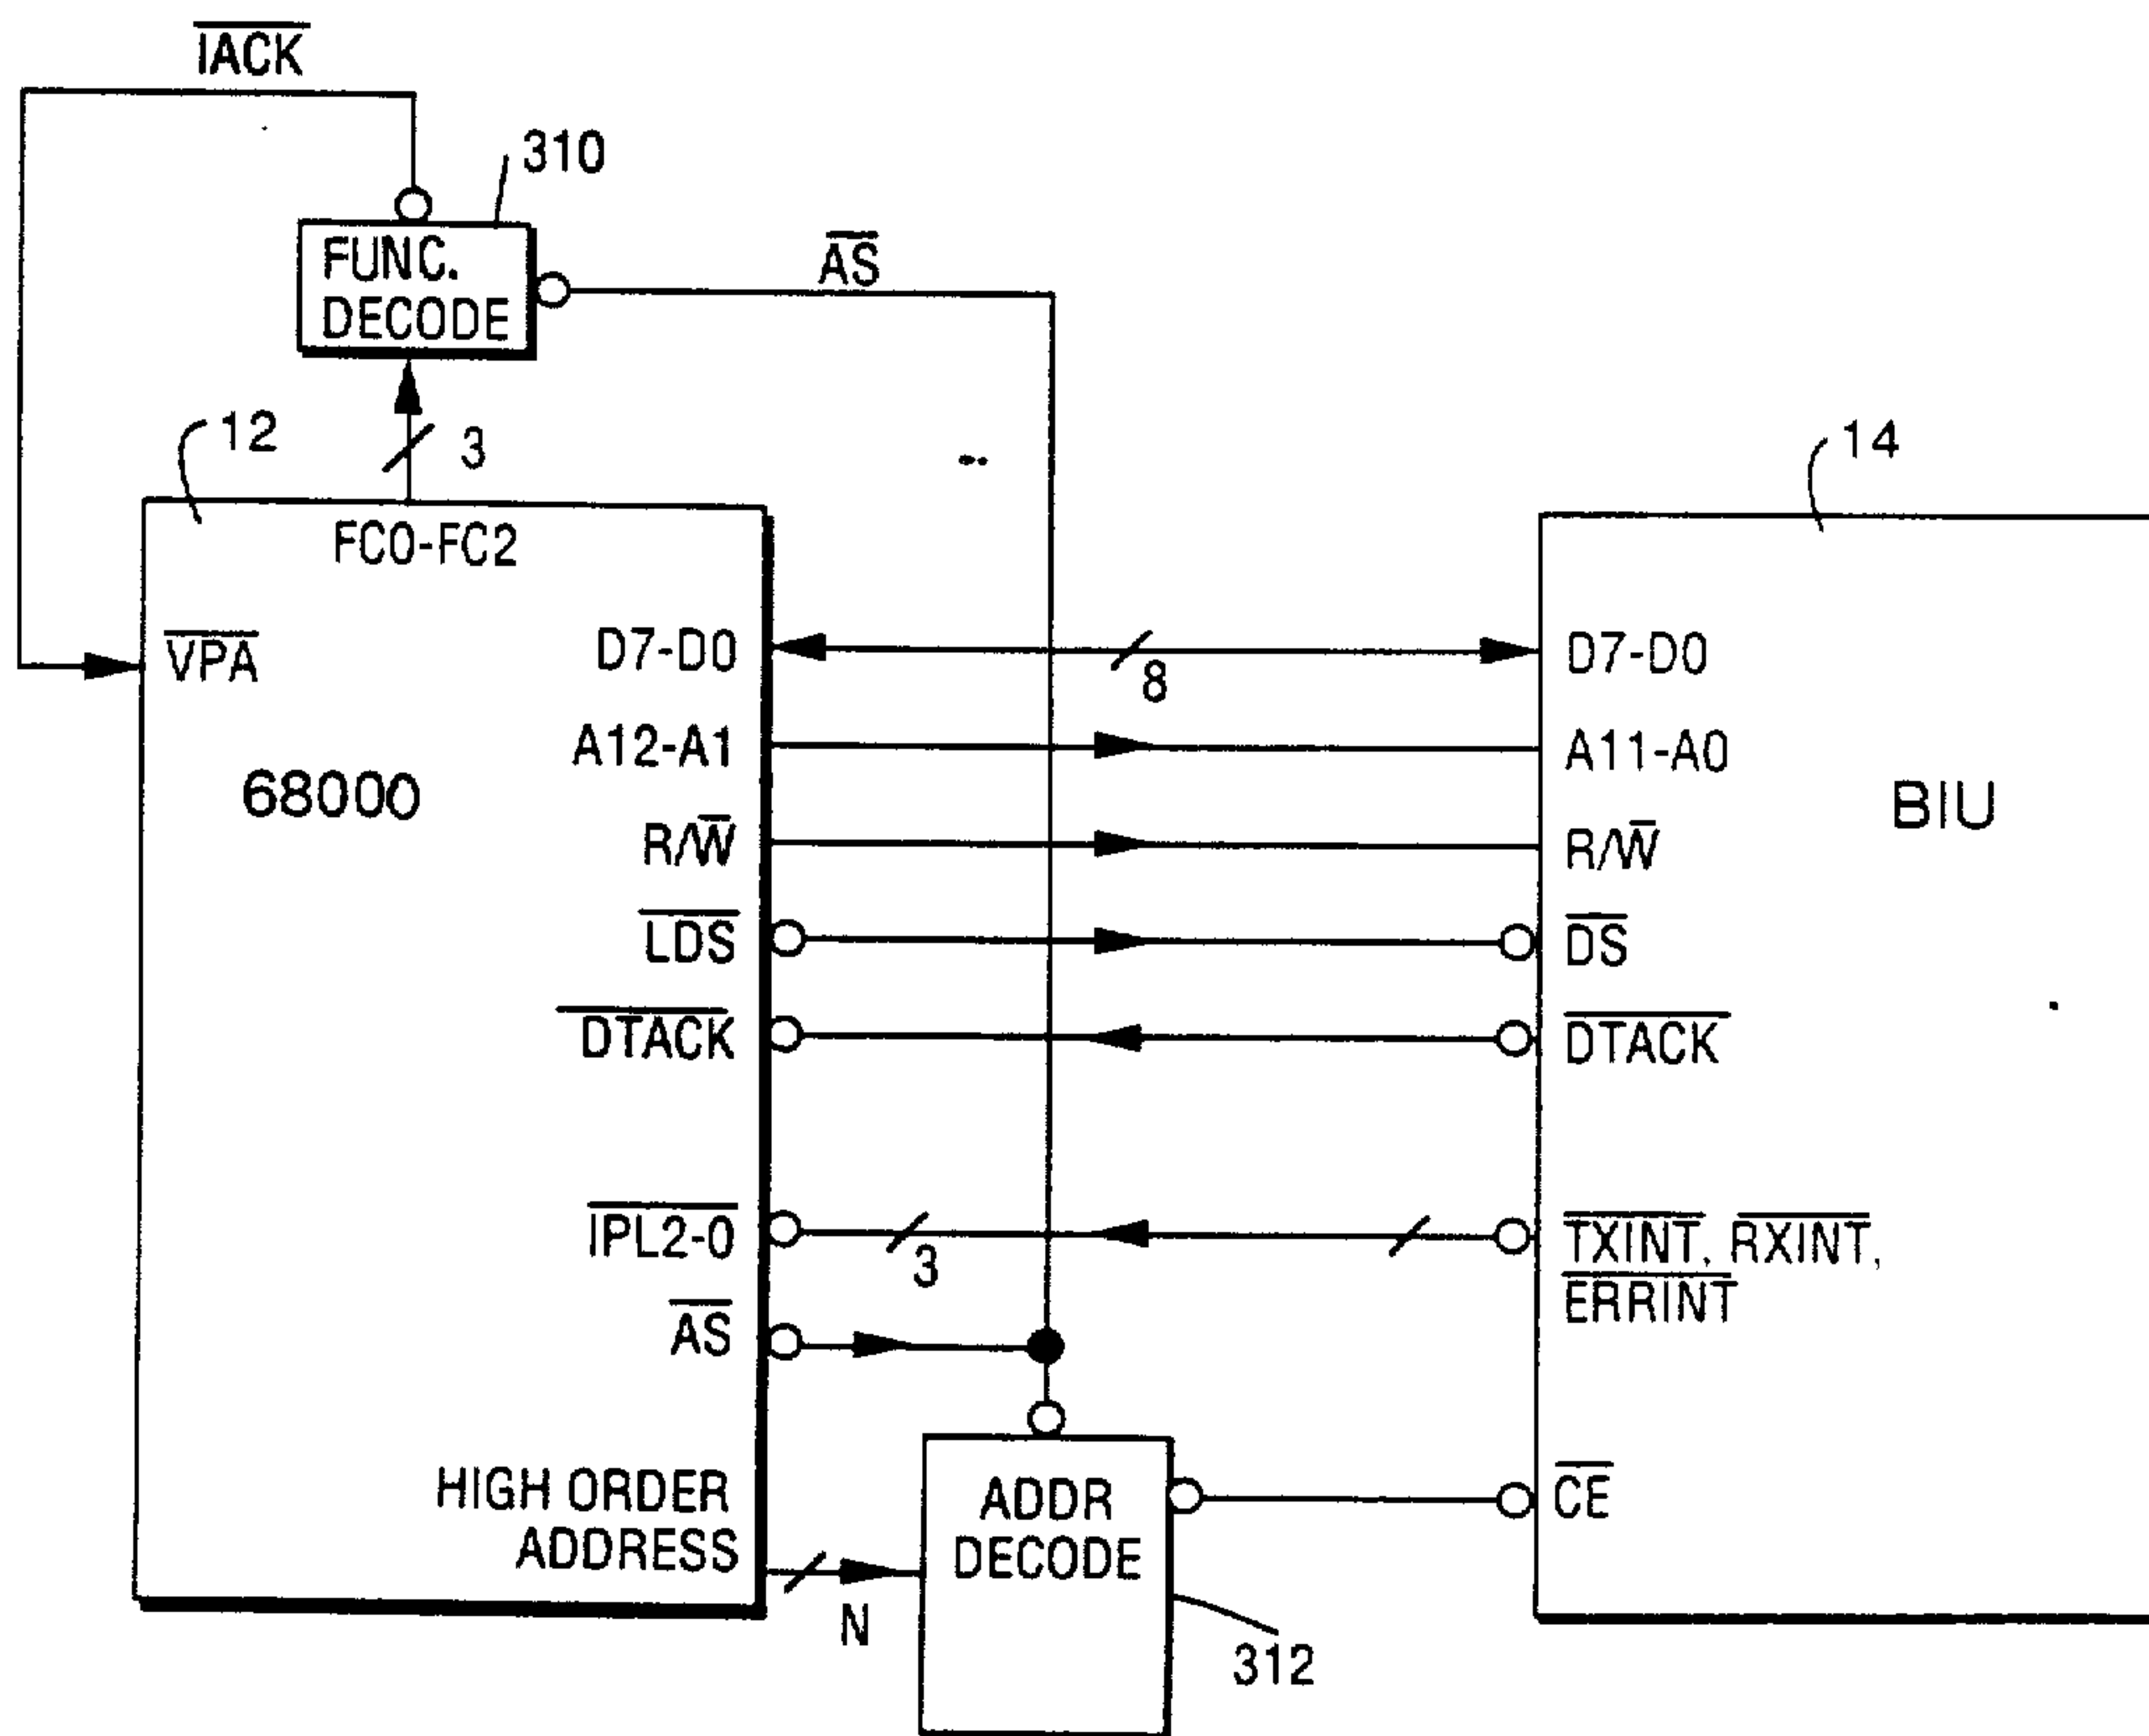 IACK
310
FUNC.
DECODE
AS
12
3
14
FC0-FC2
VPA
D7-D0
8
D7-D0
A12-A1
A11-A0
68000
BIU
R/W
R/W
LDS
DS
DTACK
DTACK
IPL2-0
3
TXINT, RXINT,
ERRINT
AS
HIGH ORDER
ADDRESS
N
ADDR
DECODE
CE
312